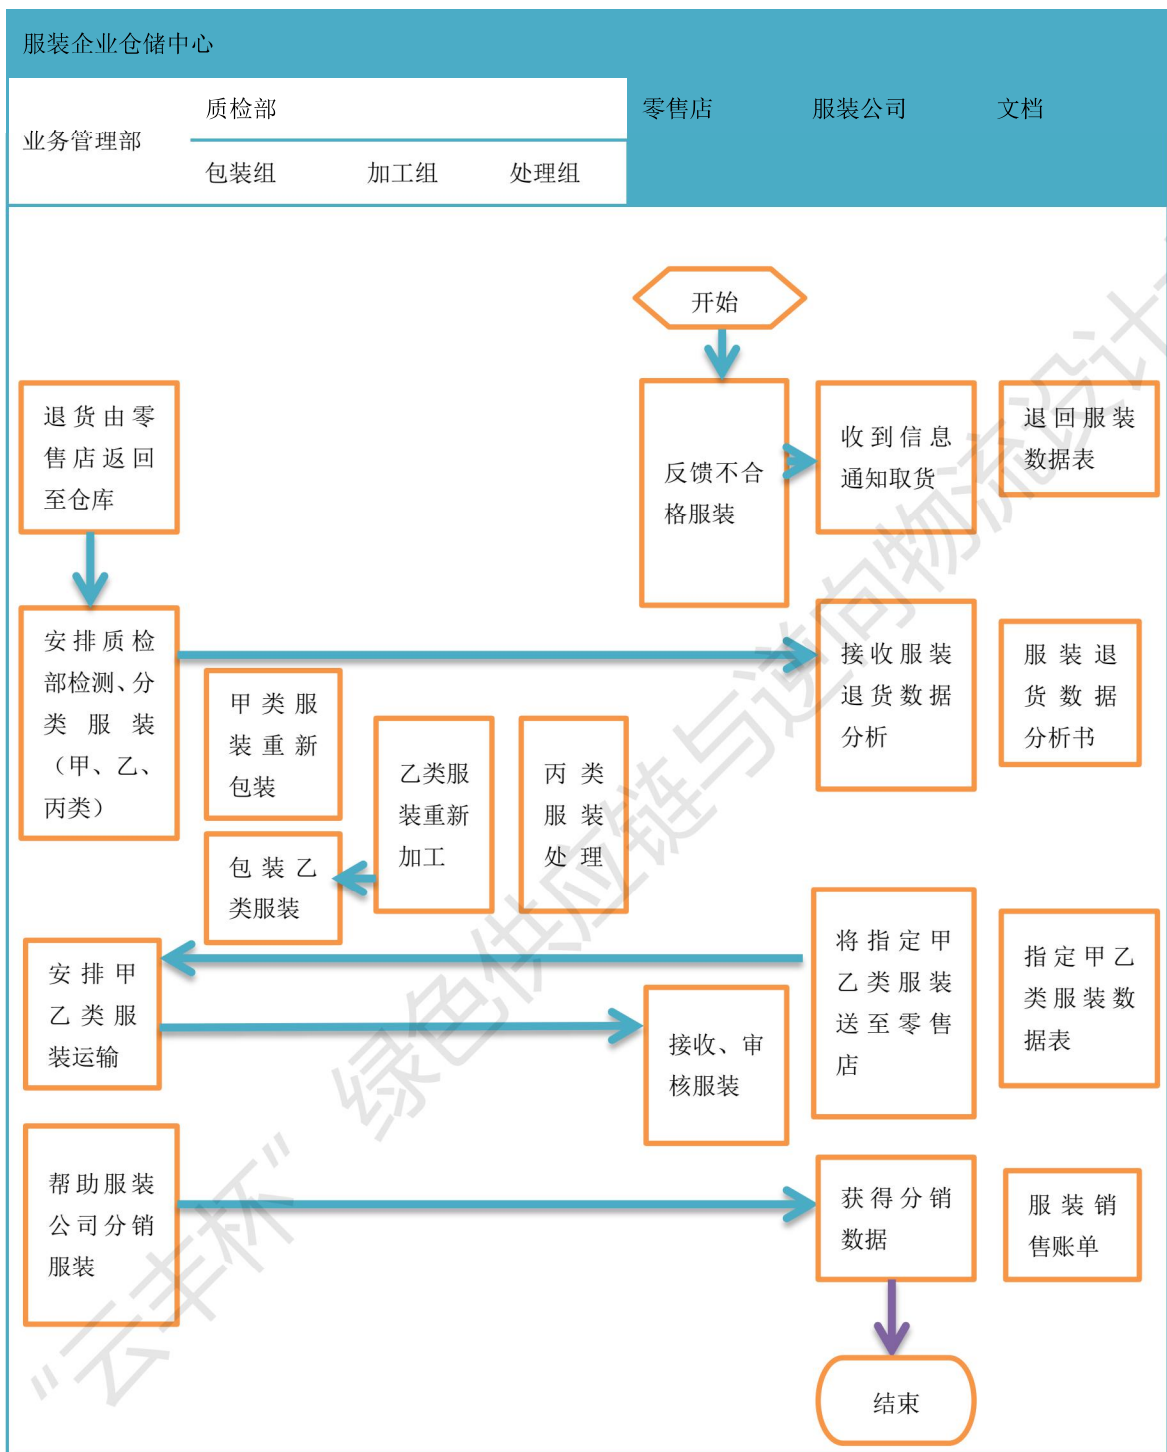 服装企业仓储中心
业务管理部
质检部
包装组
加工组
处理组
零售店
服装公司
文档
开始
退货由零
售店返回
至仓库
反馈不合
格服装
收到信息
通知取货
退回服装
数据表
安排质检
部检测、分
类服装
（甲、乙、
丙类）
甲类服
装重新
包装
乙类服
装重新
加工
丙类
服装
处理
接收服装
退货数据
分析
服装退
货数据
分析书
包装乙
类服装
安排甲
乙类服
装运输
接收、审
核服装
将指定甲
乙类服装
送至零售
店
指定甲乙
类服装数
据表
帮助服装
公司分销
服装
获得分销
数据
服装销
售账单
结束
“云丰杯”绿色供应链与逆向物流设计